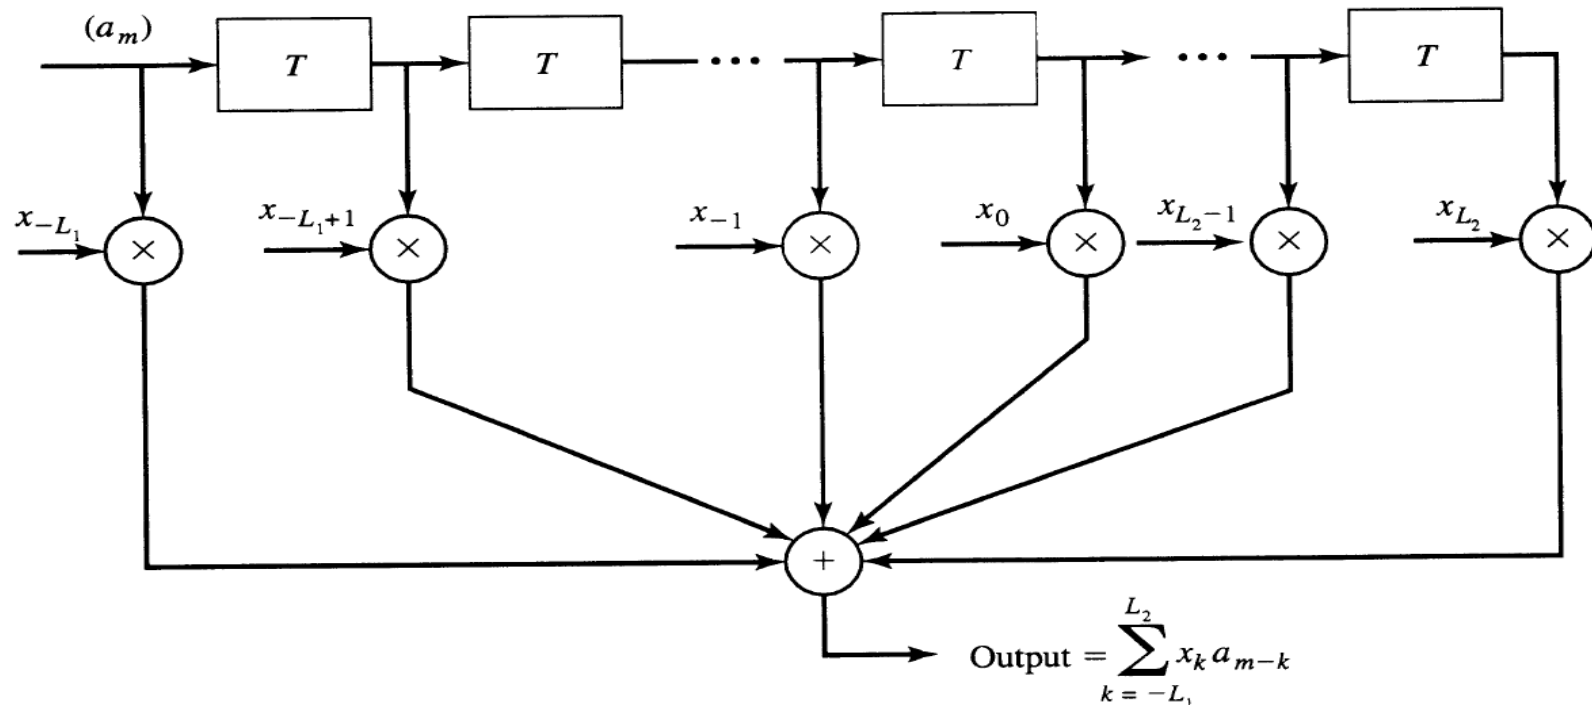 (a_m)
T
T
...
T
...
T
x_{-L_1}
x_{-L_1+1}
x_{-1}
x_0
x_{L_2-1}
x_{L_2}
×
×
×
×
×
×
+
Output = \sum_{k = -L_1}^{L_2} x_k a_{m-k}